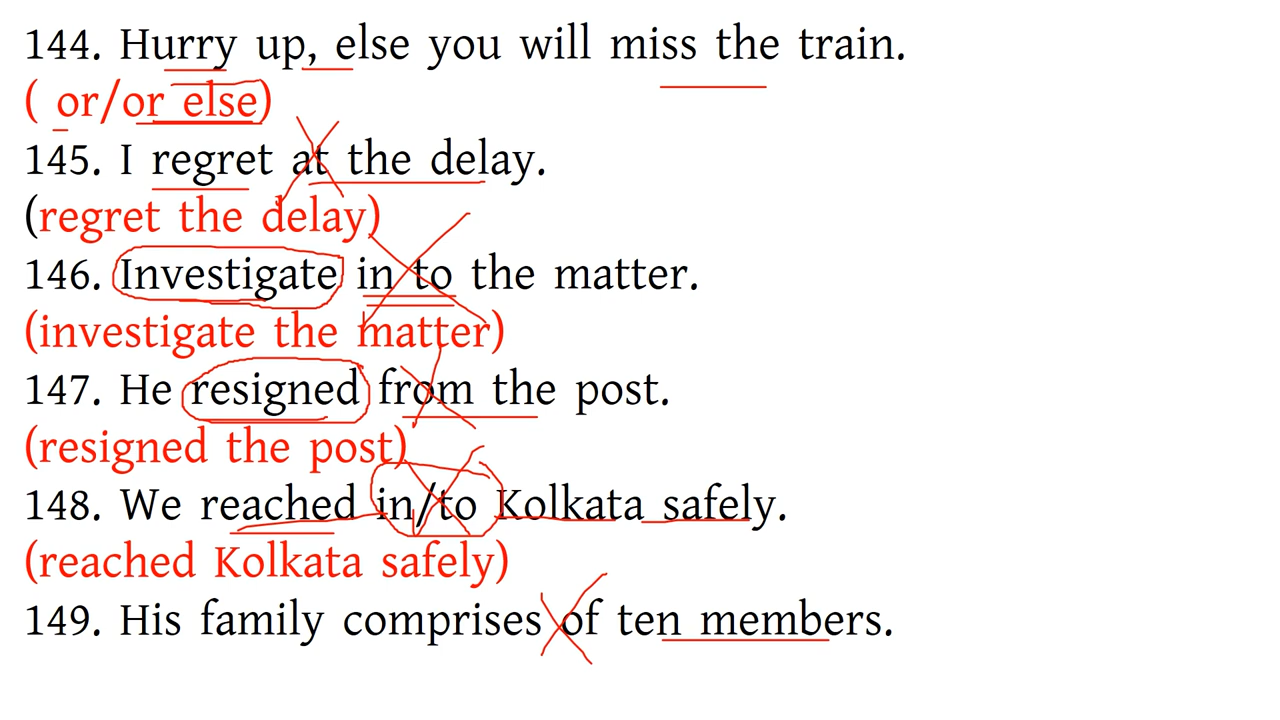 144. Hurry up, else you will miss the train.
( or/or else)
145. I regret at the delay.
(regret the delay)
146. Investigate in to the matter.
(investigate the matter)
147. He resigned from the post.
(resigned the post)
148. We reached in/to Kolkata safely.
(reached Kolkata safely)
149. His family comprises of ten members.